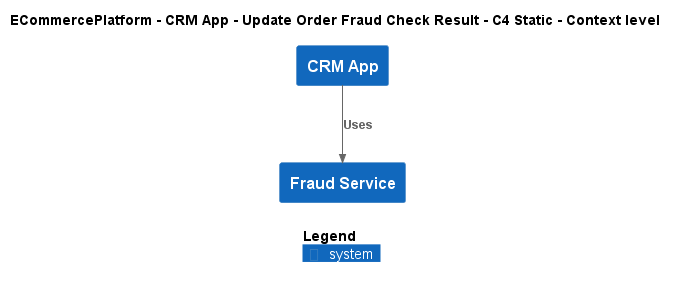 ECommercePlatform - CRM App - Update Order Fraud Check Result - C4 Static - Context level
CRM App
Uses
Fraud Service
Legend
system